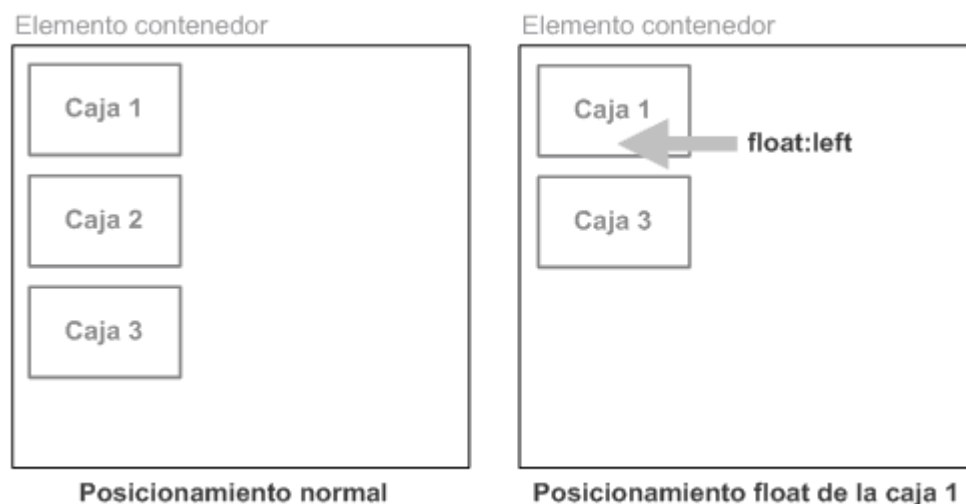 Elemento contenedor
Caja 1
Caja 2
Caja 3
Posicionamiento normal
Elemento contenedor
Caja 1
float:left
Caja 3
Posicionamiento float de la caja 1